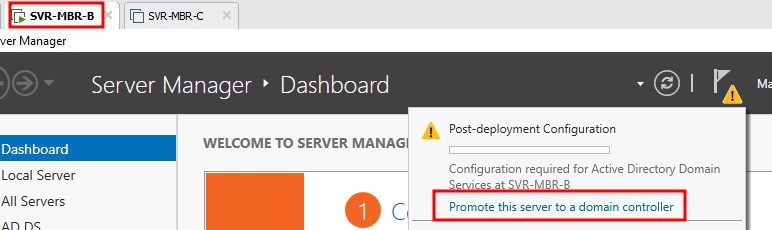 SVR-MBR-B
SVR-MBR-C
rver Manager
Server Manager • Dashboard
Ma
Post-deployment Configuration
Dashboard
WELCOME TO SERVER MANAG
Configuration required for Active Directory Domain
Local Server
Services at SVR-MBR-B
All Servers
1
Promote this server to a domain controller
AD DS